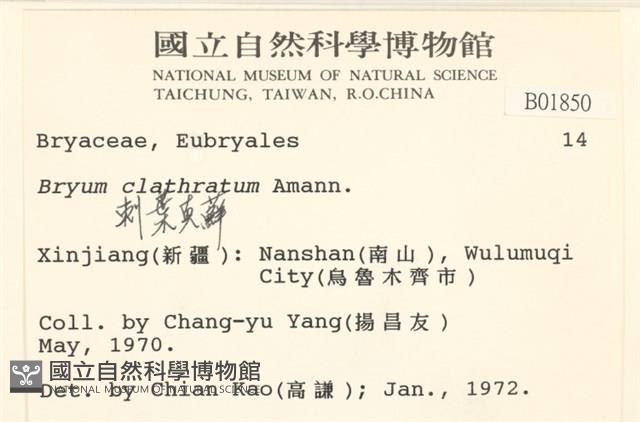 國立自然科學博物館
NATIONAL MUSEUM OF NATURAL SCIENCE
TAICHUNG, TAIWAN, R.O.CHINA
B01850
Bryaceae, Eubryales 14
Bryum clathratum Amann.
刺葉真蘚
Xinjiang(新疆): Nanshan(南山), Wulumuqi
City(烏魯木齊市)
Coll. by Chang-yu Yang(揚昌友)
May, 1970.
國立自然科學博物館
NATIONAL MUSEUM OF NATURAL SCIENCE
Det. by Chian Kao(高謙); Jan., 1972.